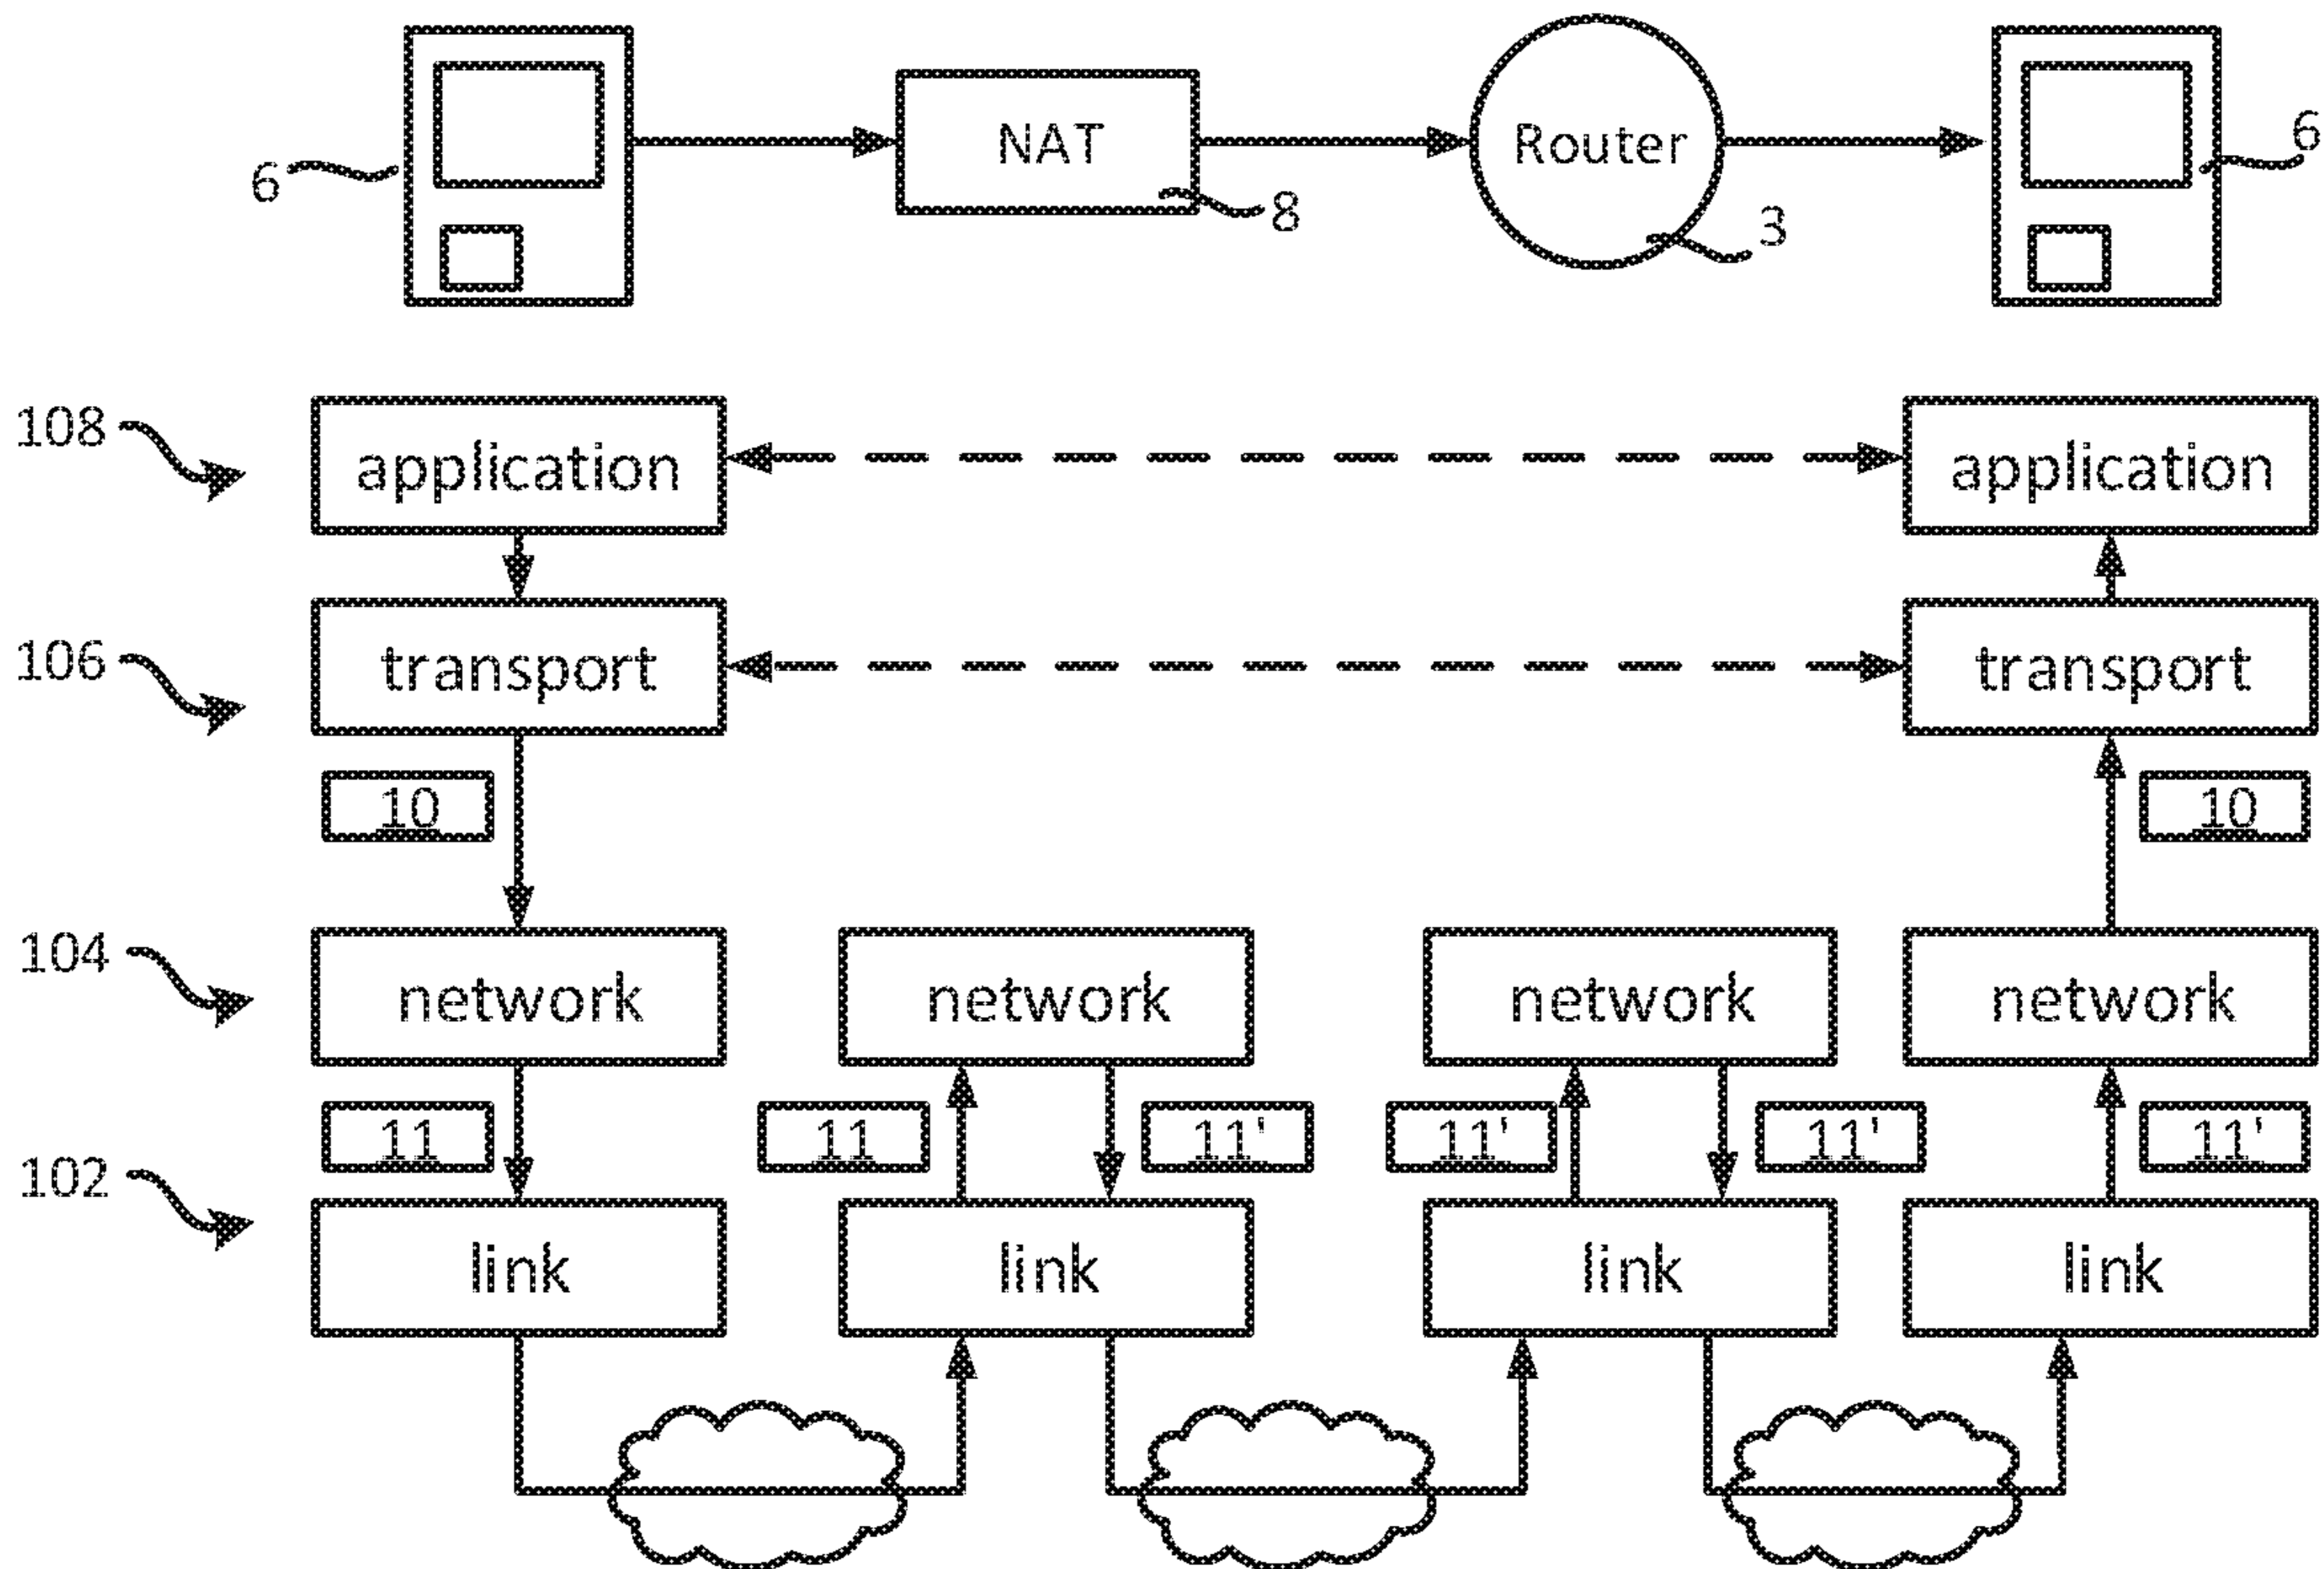 NAT
Router
6
6
8
3
108
application
application
106
transport
transport
10
10
104
network
network
network
network
11
11
11'
11'
11'
11'
102
link
link
link
link